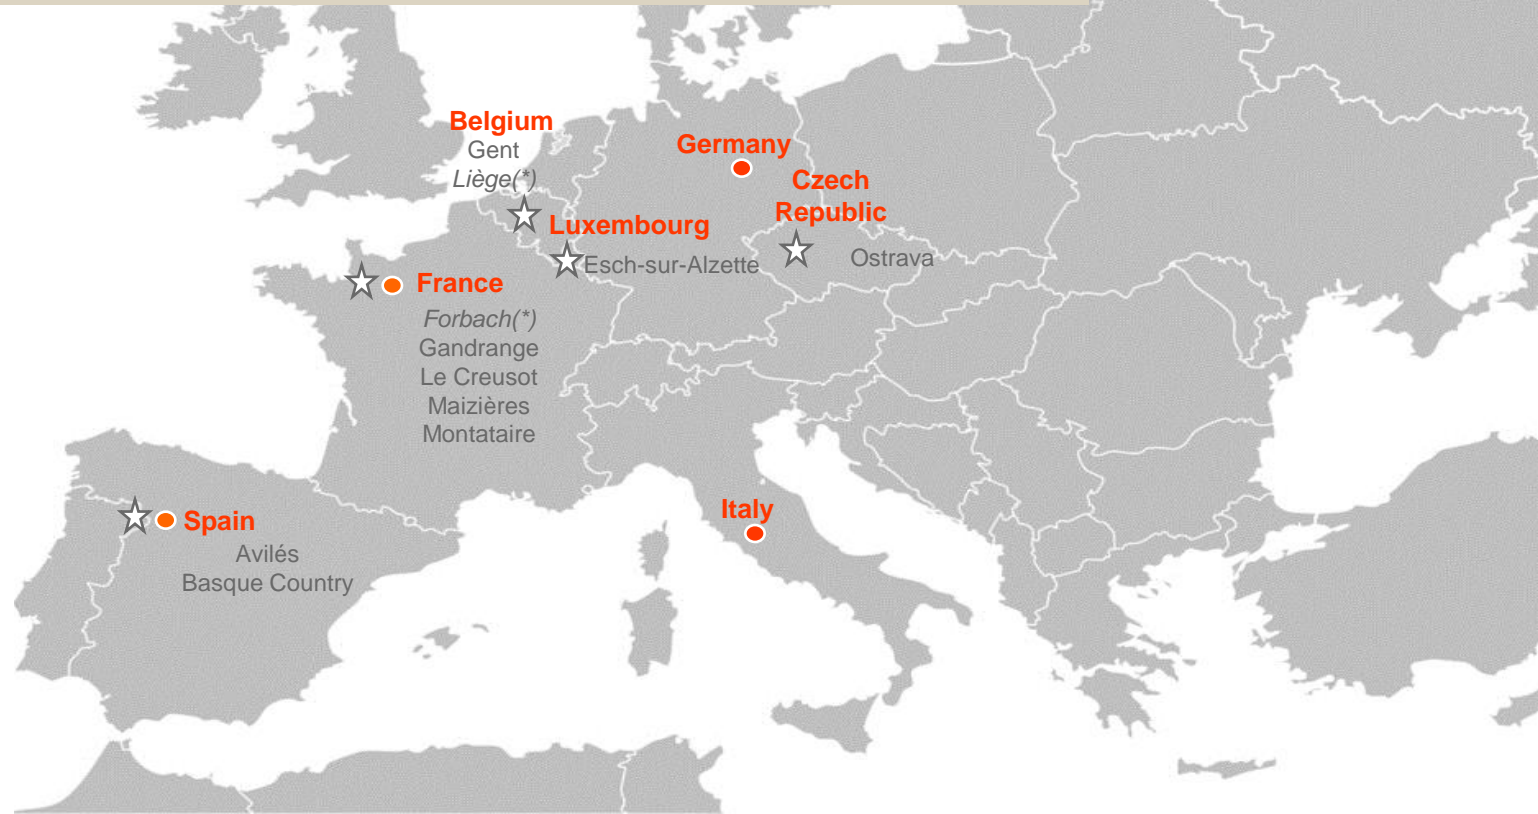 Belgium
Gent
Liège(*)
Germany
Czech
Republic
Luxembourg
Esch-sur-Alzette
Ostrava
France
Forbach(*)
Gandrange
Le Creusot
Maizières
Montataire
Spain
Avilés
Basque Country
Italy